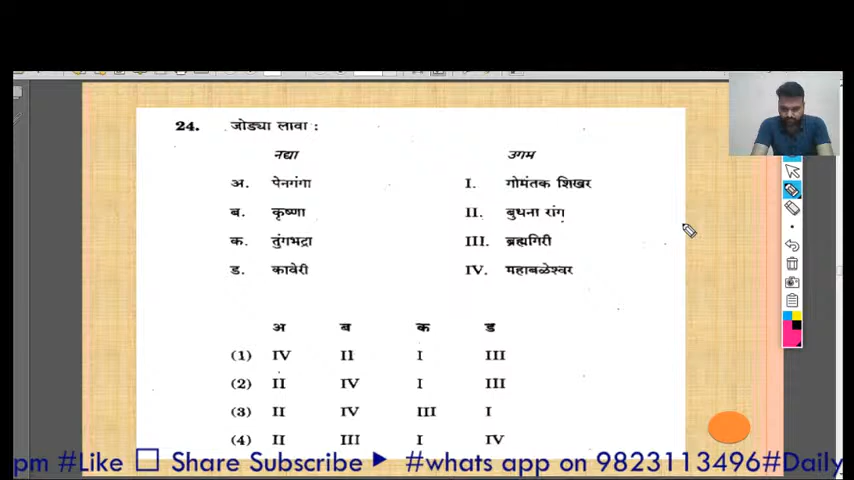 24. जोड्या लावा :
नद्या उगम
अ. पेनगंगा I. गोमंतक शिखर
ब. कृष्णा II. बुधना रांग
क. तुंगभद्रा III. ब्रह्मगिरी
ड. कावेरी IV. महाबळेश्वर
अ ब क ड
(1) IV II I III
(2) II IV I III
(3) II IV III I
(4) II III I IV
pm #Like ☐ Share Subscribe ► #whats app on 9823113496#Daily